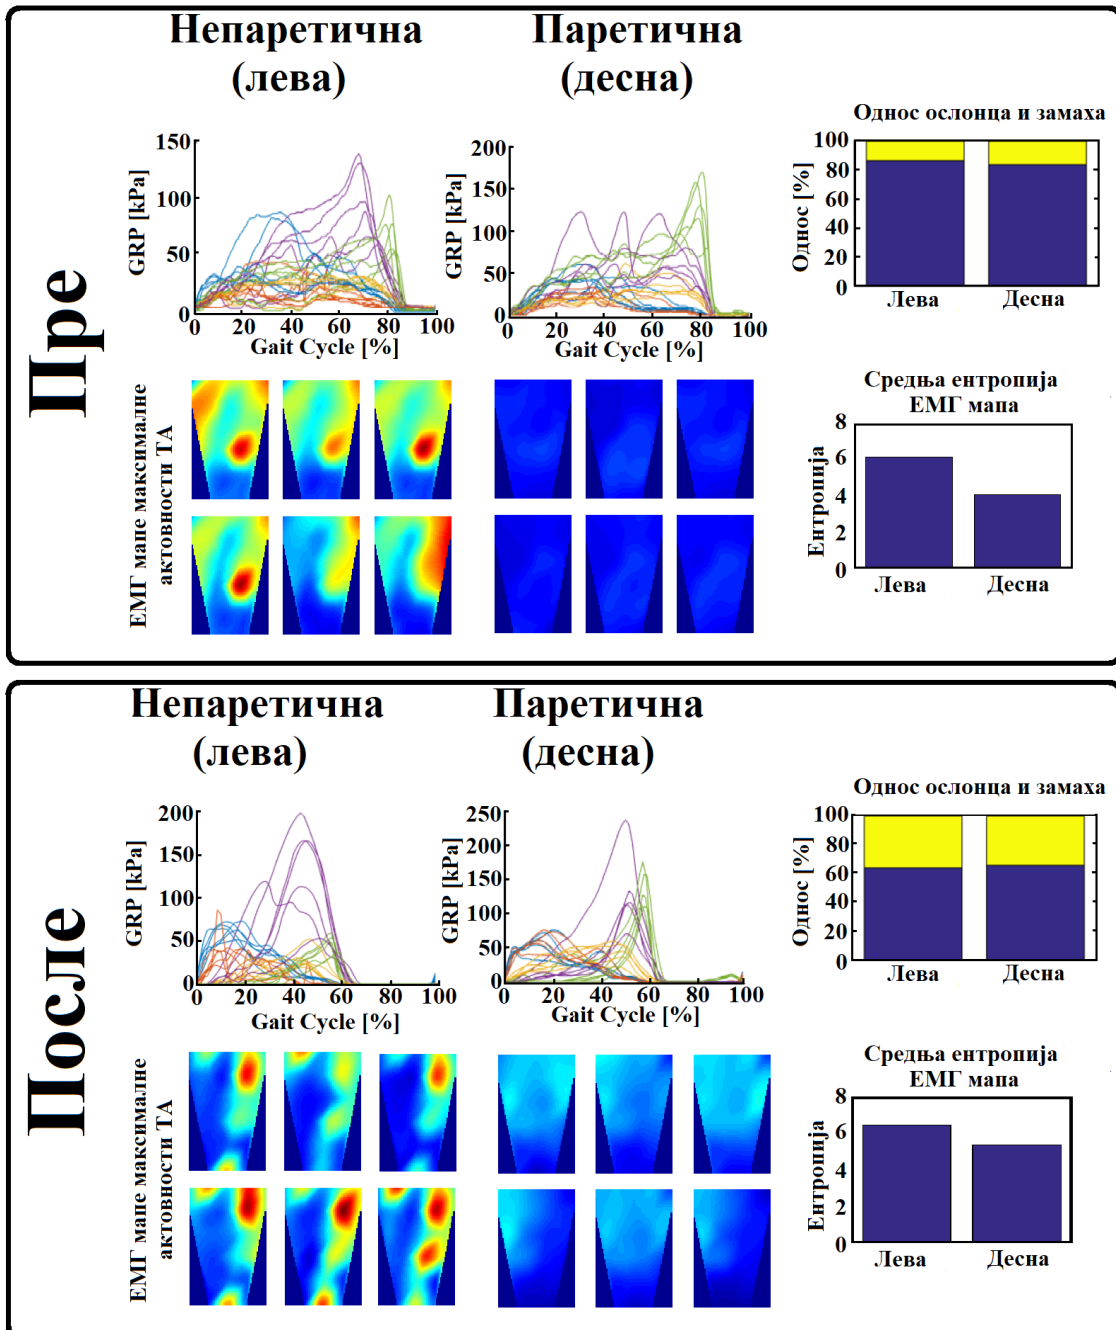 Пре
Непаретична
(лева)
Паретична
(десна)
GRP [kPa]
150
100
50
0
0 20 40 60 80 100
Gait Cycle [%]
GRP [kPa]
200
150
100
50
0
0 20 40 60 80 100
Gait Cycle [%]
Однос ослонца и замаха
Однос [%]
100
80
60
40
20
0
Лева Десна
ЕМГ мапе максималне
актовности ТА
Средња ентропија
ЕМГ мапа
Ентропија
8
6
4
2
0
Лева Десна
После
Непаретична
(лева)
Паретична
(десна)
GRP [kPa]
200
150
100
50
0
0 20 40 60 80 100
Gait Cycle [%]
GRP [kPa]
250
200
150
100
50
0
0 20 40 60 80 100
Gait Cycle [%]
Однос ослонца и замаха
Однос [%]
100
80
60
40
20
0
Лева Десна
ЕМГ мапе максималне
актовности ТА
Средња ентропија
ЕМГ мапа
Ентропија
8
6
4
2
0
Лева Десна